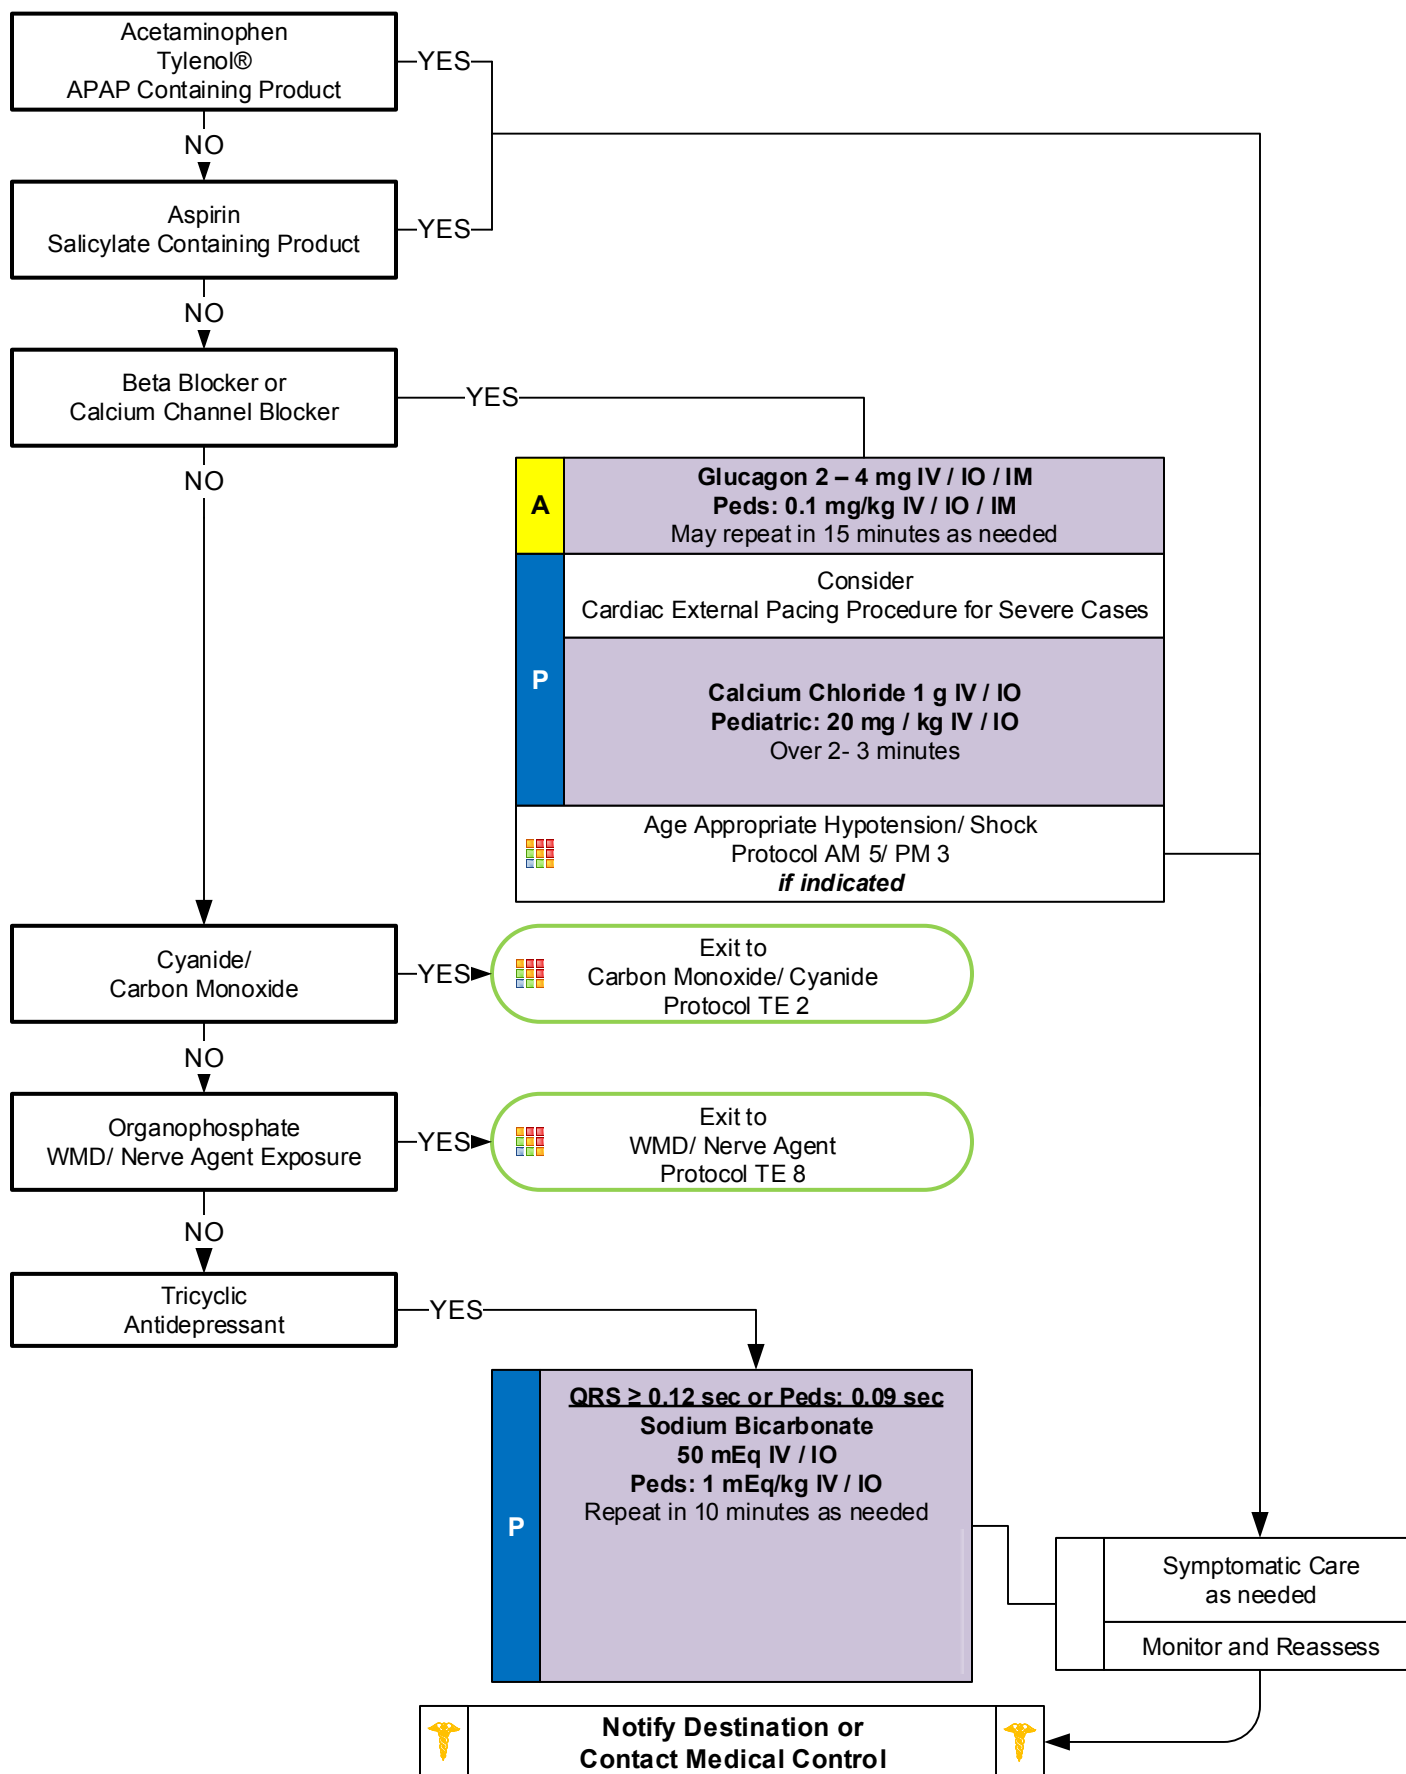 Acetaminophen
Tylenol®
APAP Containing Product
YES
NO
Aspirin
Salicylate Containing Product
YES
NO
Beta Blocker or
Calcium Channel Blocker
YES
NO
A
Glucagon 2 – 4 mg IV / IO / IM
Peds: 0.1 mg/kg IV / IO / IM
May repeat in 15 minutes as needed
P
Consider
Cardiac External Pacing Procedure for Severe Cases
Calcium Chloride 1 g IV / IO
Pediatric: 20 mg / kg IV / IO
Over 2- 3 minutes
Age Appropriate Hypotension/ Shock
Protocol AM 5/ PM 3
if indicated
Cyanide/
Carbon Monoxide
YES
Exit to
Carbon Monoxide/ Cyanide
Protocol TE 2
NO
Organophosphate
WMD/ Nerve Agent Exposure
YES
Exit to
WMD/ Nerve Agent
Protocol TE 8
NO
Tricyclic
Antidepressant
YES
P
QRS ≥ 0.12 sec or Peds: 0.09 sec
Sodium Bicarbonate
50 mEq IV / IO
Peds: 1 mEq/kg IV / IO
Repeat in 10 minutes as needed
Symptomatic Care
as needed
Monitor and Reassess
Notify Destination or
Contact Medical Control